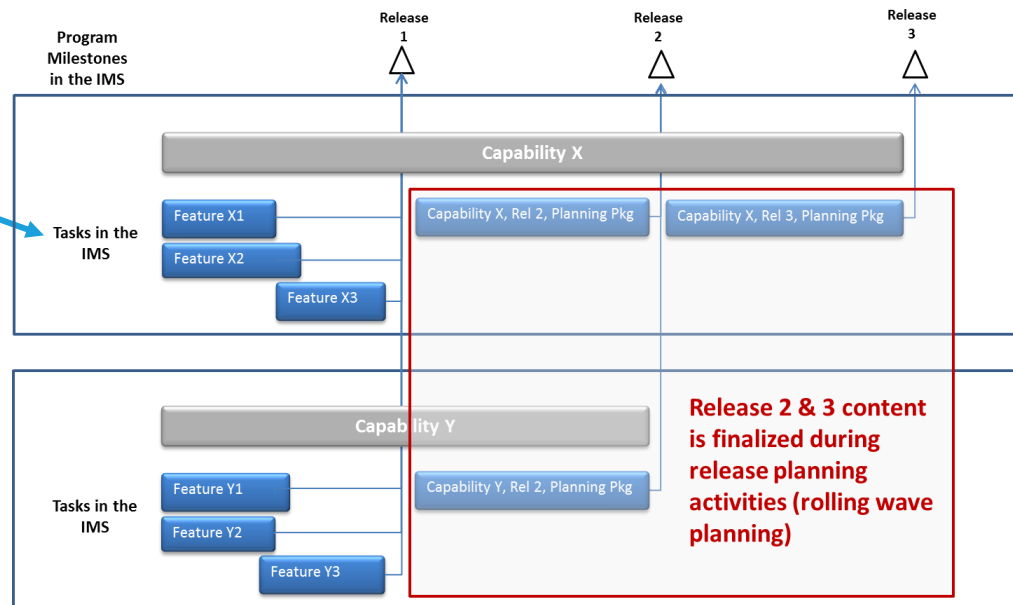 Program
Milestones
in the IMS
Release
1
Release
2
Release
3
Capability X
Tasks in the
IMS
Feature X1
Feature X2
Feature X3
Capability X, Rel 2, Planning Pkg
Capability X, Rel 3, Planning Pkg
Capability Y
Tasks in the
IMS
Feature Y1
Feature Y2
Feature Y3
Capability Y, Rel 2, Planning Pkg
Release 2 & 3 content
is finalized during
release planning
activities (rolling wave
planning)